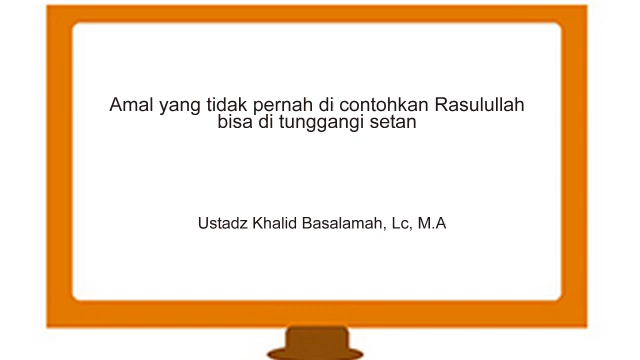 Amal yang tidak pernah di contohkan Rasulullah
bisa di tunggangi setan
Ustadz Khalid Basalamah, Lc, M.A